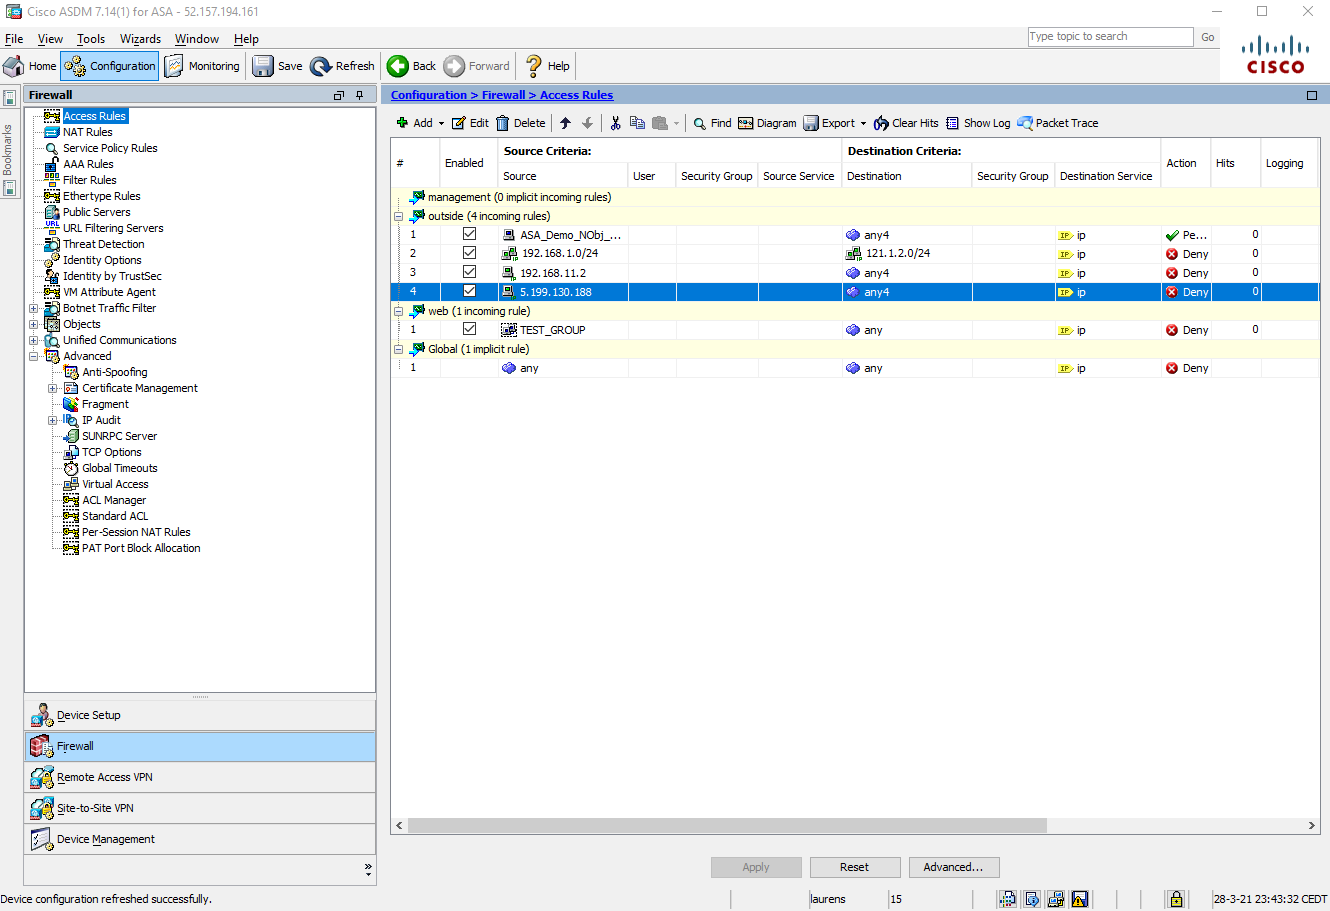 Cisco ASDM 7.14(1) for ASA - 52.157.194.161
File View Tools Wizards Window Help
Type topic to search Go
Home Configuration Monitoring Save Refresh Back Forward Help
CISCO
Bookmarks
Firewall
Access Rules
NAT Rules
Service Policy Rules
AAA Rules
Filter Rules
Ethertype Rules
Public Servers
URL Filtering Servers
Threat Detection
Identity Options
Identity by TrustSec
VM Attribute Agent
Botnet Traffic Filter
Objects
Unified Communications
Advanced
Anti-Spoofing
Certificate Management
Fragment
IP Audit
SUNRPC Server
TCP Options
Global Timeouts
Virtual Access
ACL Manager
Standard ACL
Per-Session NAT Rules
PAT Port Block Allocation
Device Setup
Firewall
Remote Access VPN
Site-to-Site VPN
Device Management
Configuration > Firewall > Access Rules
Add Edit Delete Find Diagram Export Clear Hits Show Log Packet Trace
# Enabled Source Criteria: Destination Criteria: Action Hits Logging
Source User Security Group Source Service Destination Security Group Destination Service
management (0 implicit incoming rules)
outside (4 incoming rules)
1 ASA_Demo_NObj_... any4 IP ip Pe... 0
2 192.168.1.0/24 121.1.2.0/24 IP ip Deny 0
3 192.168.11.2 any4 IP ip Deny 0
4 5.199.130.188 any4 IP ip Deny 0
web (1 incoming rule)
1 TEST_GROUP any IP ip Deny 0
Global (1 implicit rule)
1 any any IP ip Deny
Apply Reset Advanced...
Device configuration refreshed successfully. laurens 15 28-3-21 23:43:32 CEDT